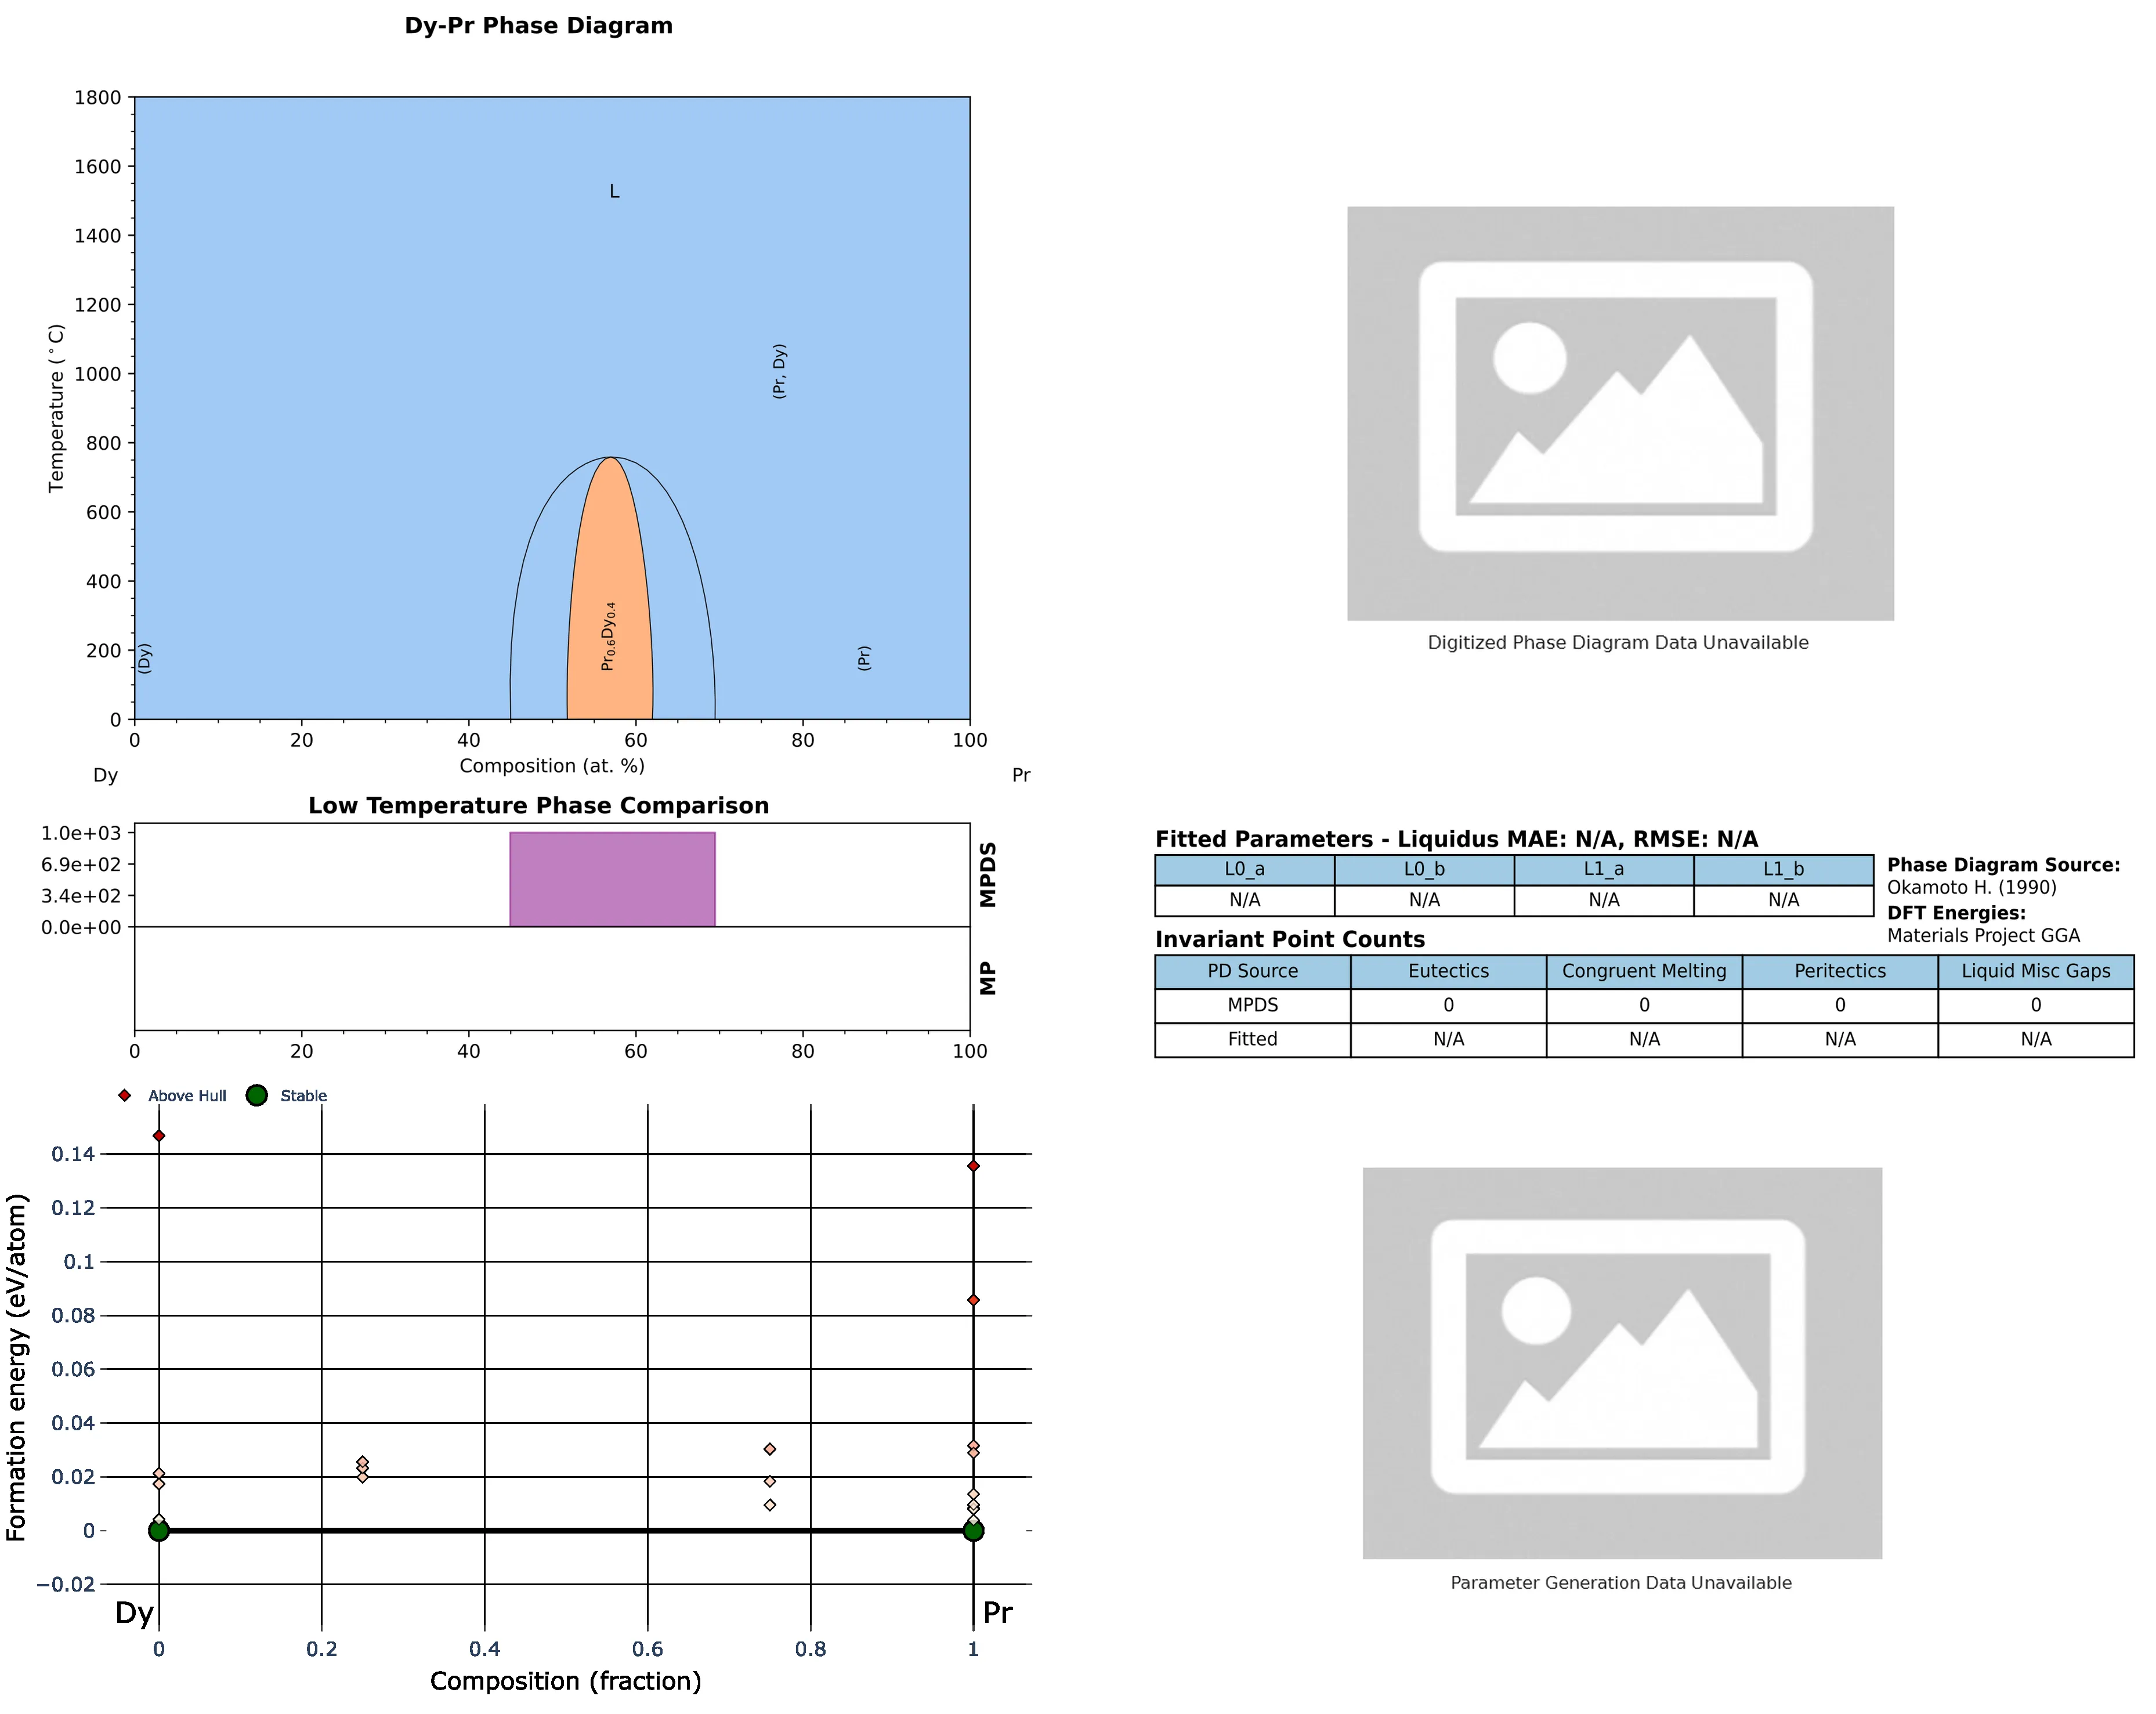 Dy-Pr Phase Diagram
1800
1600
1400
1200
1000
800
600
400
200
0
Temperature (°C)
L
(Pr, Dy)
(Dy)
Pr0.6Dy0.4
(Pr)
0 20 40 60 80 100
Composition (at. %)
Dy Pr
Digitized Phase Diagram Data Unavailable
Low Temperature Phase Comparison
1.0e+03
6.9e+02
3.4e+02
0.0e+00
MPDS
MP
0 20 40 60 80 100
Fitted Parameters - Liquidus MAE: N/A, RMSE: N/A
L0_a L0_b L1_a L1_b
N/A N/A N/A N/A
Phase Diagram Source:
Okamoto H. (1990)
DFT Energies:
Materials Project GGA
Invariant Point Counts
PD Source Eutectics Congruent Melting Peritectics Liquid Misc Gaps
MPDS 0 0 0 0
Fitted N/A N/A N/A N/A
Above Hull Stable
0.14
0.12
0.1
0.08
0.06
0.04
0.02
0
−0.02
Formation energy (eV/atom)
Dy Pr
0 0.2 0.4 0.6 0.8 1
Composition (fraction)
Parameter Generation Data Unavailable